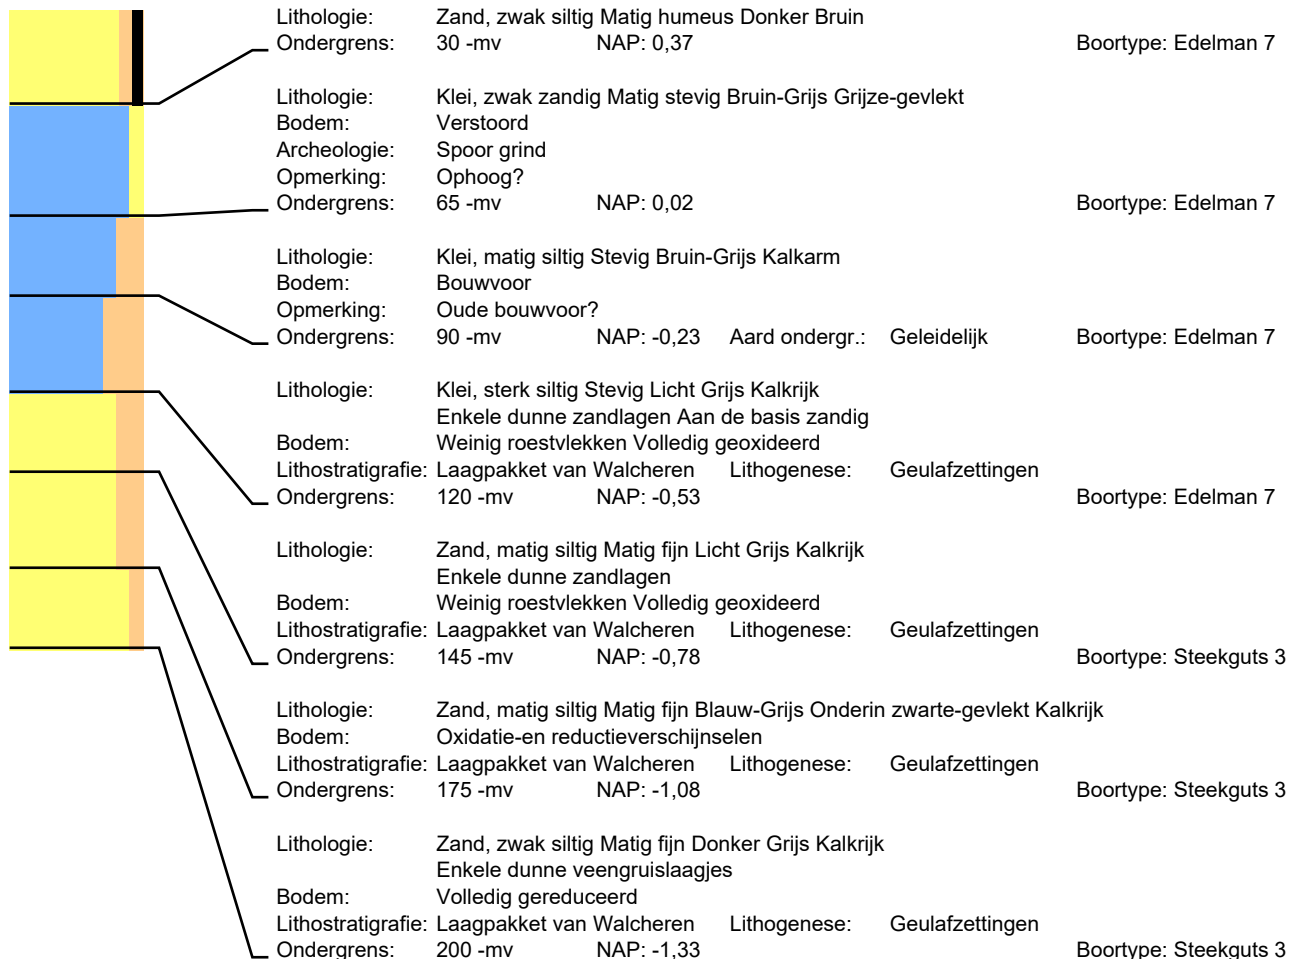 Lithologie: Zand, zwak siltig Matig humeus Donker Bruin
Ondergrens: 30 -mv NAP: 0,37 Boortype: Edelman 7
Lithologie: Klei, zwak zandig Matig stevig Bruin-Grijs Grijze-gevlekt
Bodem: Verstoord
Archeologie: Spoor grind
Opmerking: Ophoog?
Ondergrens: 65 -mv NAP: 0,02 Boortype: Edelman 7
Lithologie: Klei, matig siltig Stevig Bruin-Grijs Kalkarm
Bodem: Bouwvoor
Opmerking: Oude bouwvoor?
Ondergrens: 90 -mv NAP: -0,23 Aard ondergr.: Geleidelijk Boortype: Edelman 7
Lithologie: Klei, sterk siltig Stevig Licht Grijs Kalkrijk
Enkele dunne zandlagen Aan de basis zandig
Bodem: Weinig roestvlekken Volledig geoxideerd
Lithostratigrafie: Laagpakket van Walcheren Lithogenese: Geulafzettingen
Ondergrens: 120 -mv NAP: -0,53 Boortype: Edelman 7
Lithologie: Zand, matig siltig Matig fijn Licht Grijs Kalkrijk
Enkele dunne zandlagen
Bodem: Weinig roestvlekken Volledig geoxideerd
Lithostratigrafie: Laagpakket van Walcheren Lithogenese: Geulafzettingen
Ondergrens: 145 -mv NAP: -0,78 Boortype: Steekguts 3
Lithologie: Zand, matig siltig Matig fijn Blauw-Grijs Onderin zwarte-gevlekt Kalkrijk
Bodem: Oxidatie-en reductieverschijnselen
Lithostratigrafie: Laagpakket van Walcheren Lithogenese: Geulafzettingen
Ondergrens: 175 -mv NAP: -1,08 Boortype: Steekguts 3
Lithologie: Zand, zwak siltig Matig fijn Donker Grijs Kalkrijk
Enkele dunne veengruislaagjes
Bodem: Volledig gereduceerd
Lithostratigrafie: Laagpakket van Walcheren Lithogenese: Geulafzettingen
Ondergrens: 200 -mv NAP: -1,33 Boortype: Steekguts 3